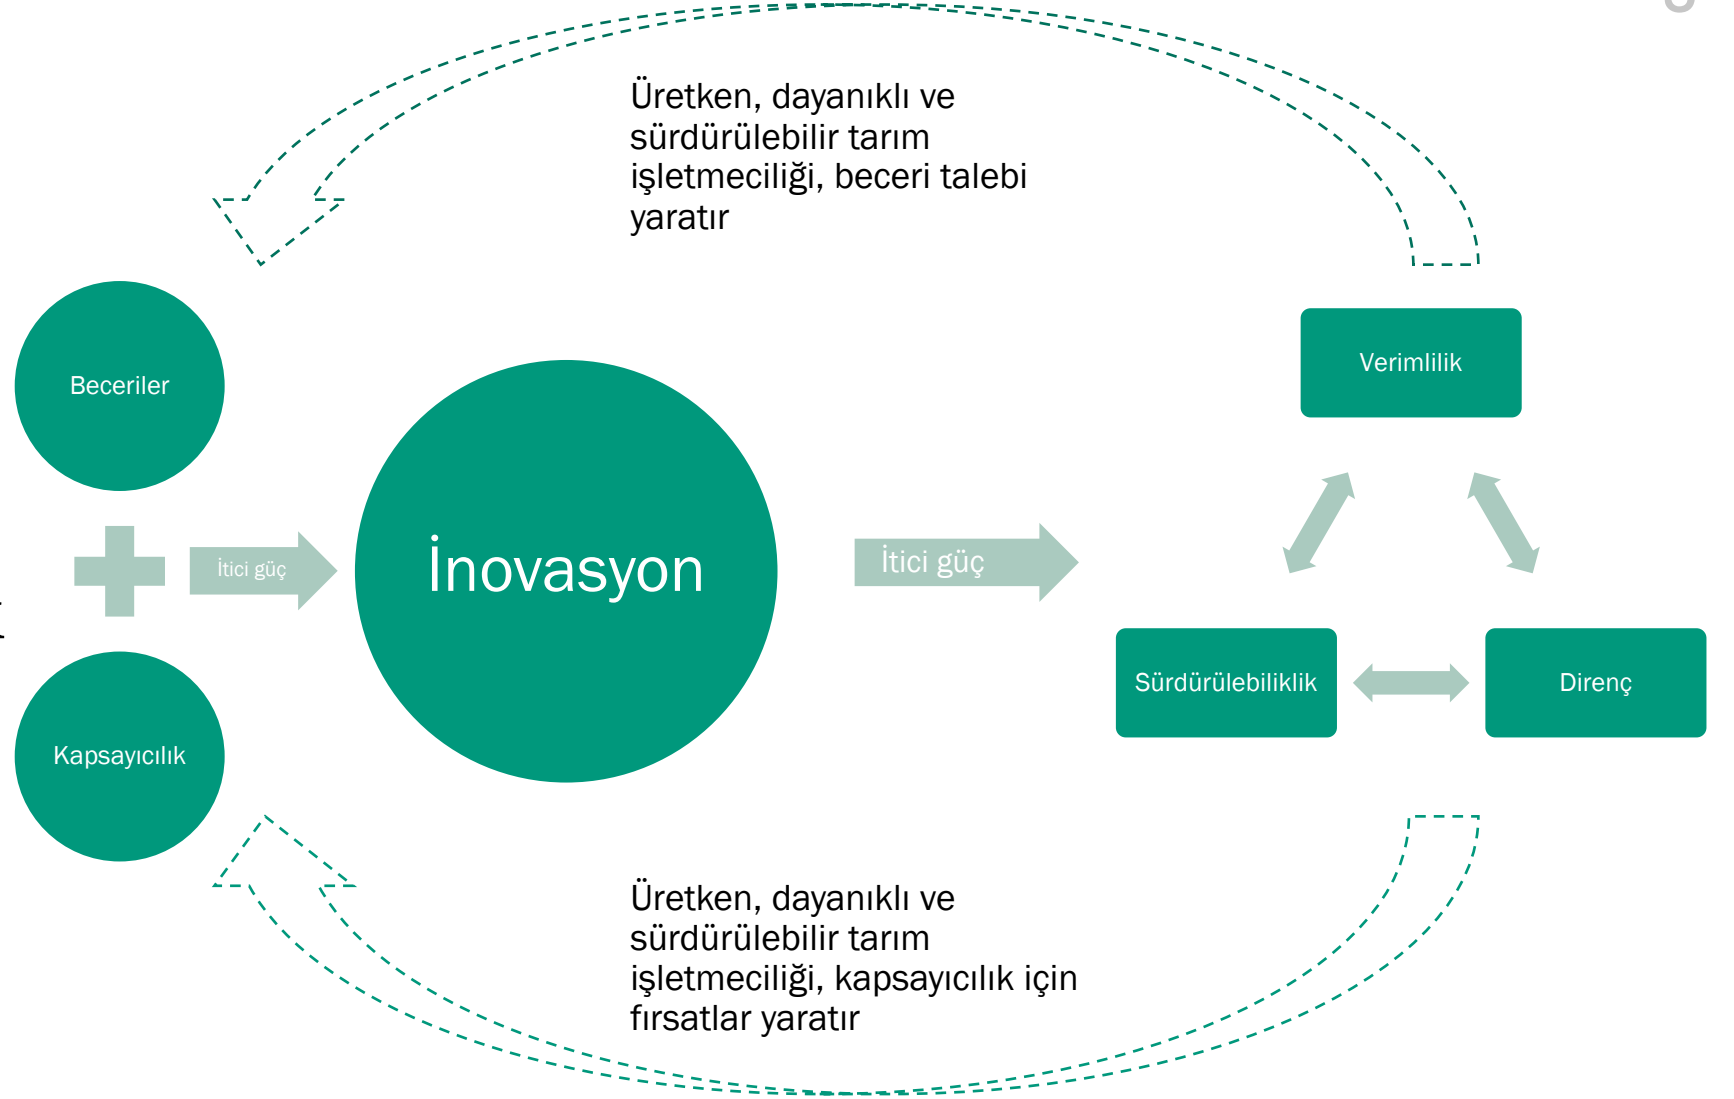 Üretken, dayanıklı ve
sürdürülebilir tarım
işletmeciliği, beceri talebi
yaratır
Beceriler
Verimlilik
İtici güç
İnovasyon
İtici güç
Sürdürülebiliklik
Direnç
Kapsayıcılık
Üretken, dayanıklı ve
sürdürülebilir tarım
işletmeciliği, kapsayıcılık için
fırsatlar yaratır